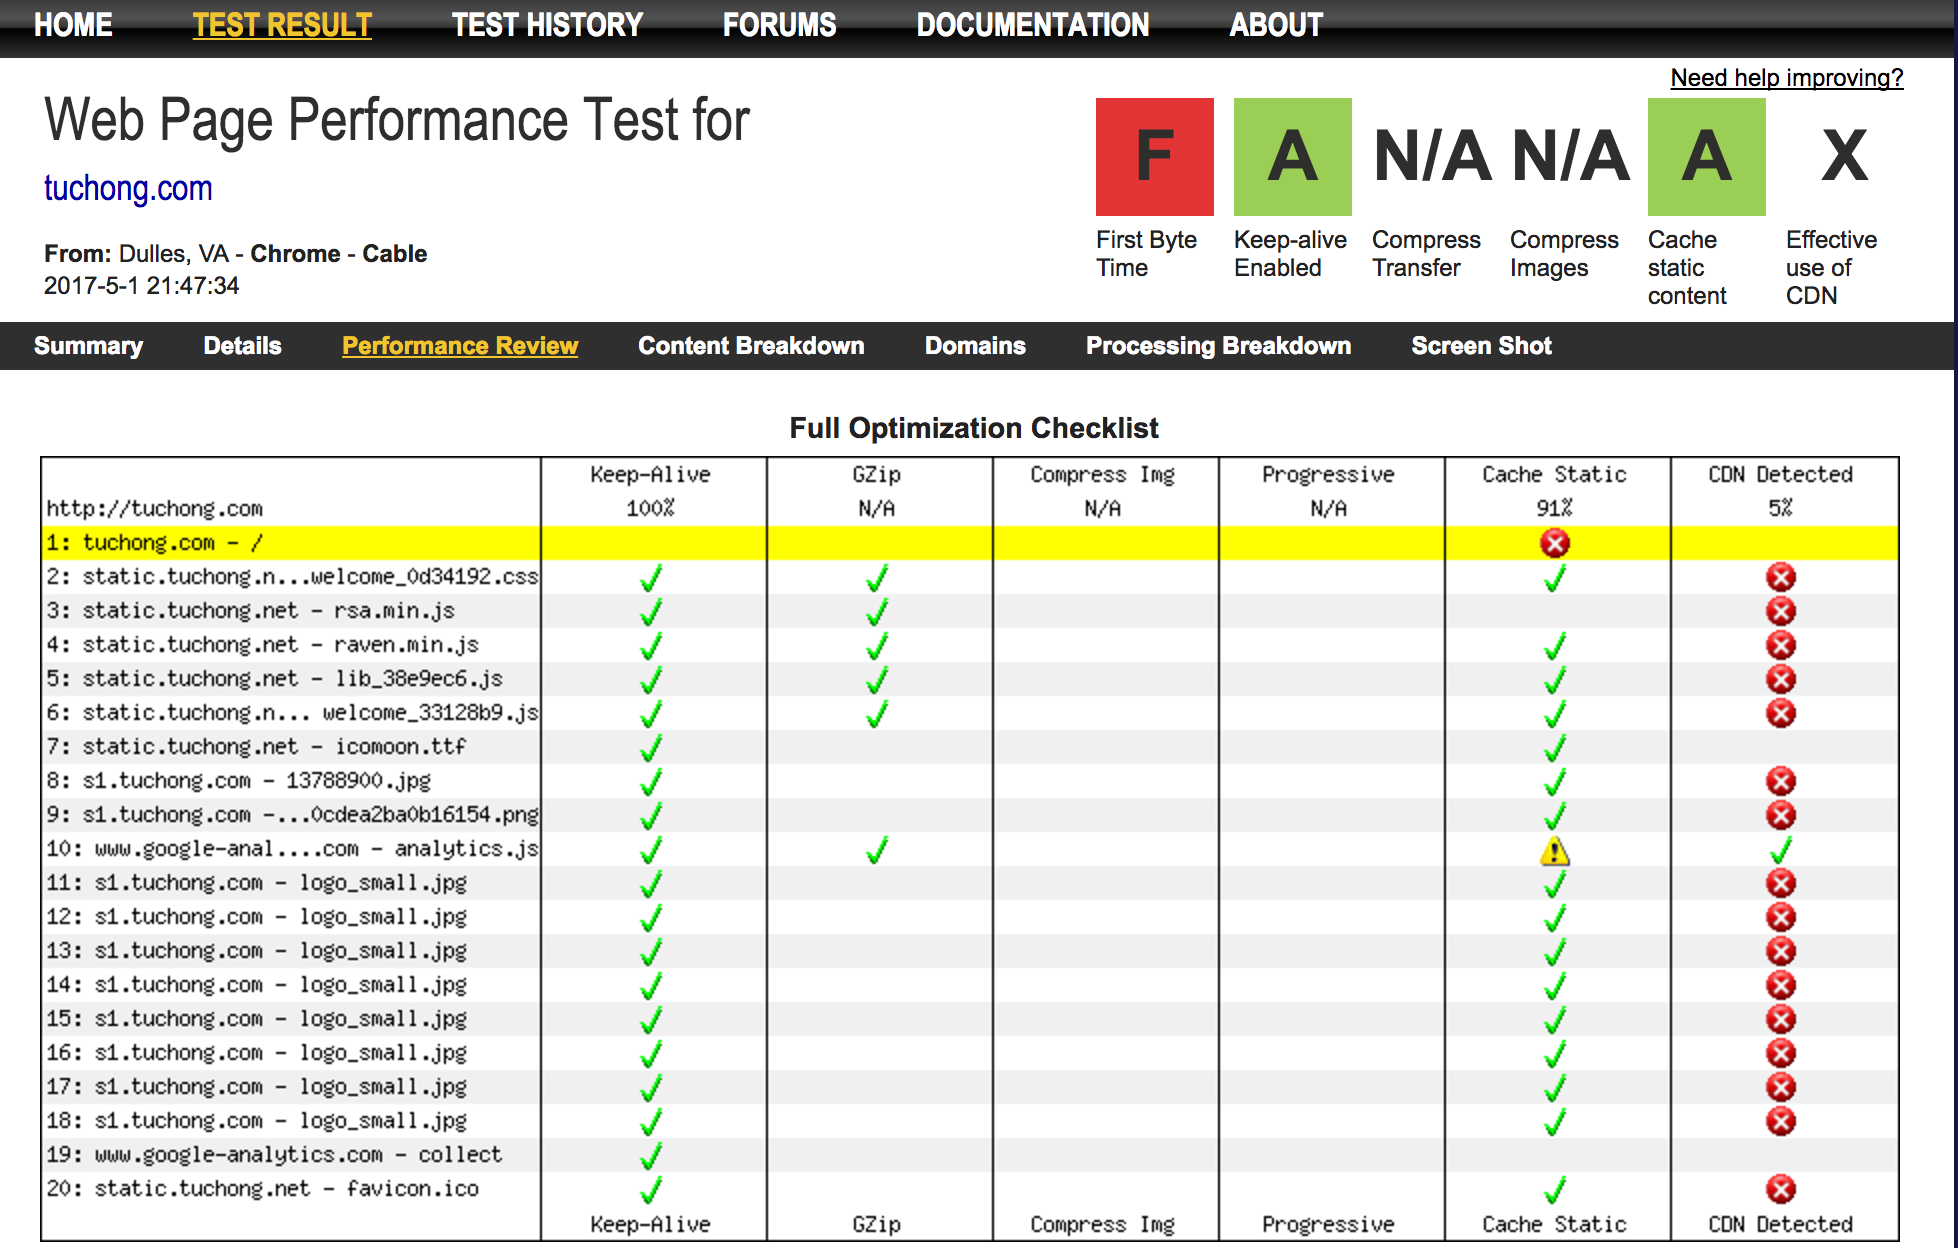 HOME TEST RESULT TEST HISTORY FORUMS DOCUMENTATION ABOUT
Need help improving?
Web Page Performance Test for
tuchong.com
From: Dulles, VA - Chrome - Cable
2017-5-1 21:47:34
F A N/A N/A A X
First Byte Time
Keep-alive Enabled
Compress Transfer
Compress Images
Cache static content
Effective use of CDN
Summary Details Performance Review Content Breakdown Domains Processing Breakdown Screen Shot
Full Optimization Checklist
Keep-Alive GZip Compress Img Progressive Cache Static CDN Detected
http://tuchong.com 100% N/A N/A N/A 91% 5%
1: tuchong.com - /
2: static.tuchong.n...welcome_0d34192.css
3: static.tuchong.net - rsa.min.js
4: static.tuchong.net - raven.min.js
5: static.tuchong.net - lib_38e9ec6.js
6: static.tuchong.n... welcome_33128b9.js
7: static.tuchong.net - icomoon.ttf
8: s1.tuchong.com - 13788900.jpg
9: s1.tuchong.com -...0cdea2ba0b16154.png
10: www.google-anal....com - analytics.js
11: s1.tuchong.com - logo_small.jpg
12: s1.tuchong.com - logo_small.jpg
13: s1.tuchong.com - logo_small.jpg
14: s1.tuchong.com - logo_small.jpg
15: s1.tuchong.com - logo_small.jpg
16: s1.tuchong.com - logo_small.jpg
17: s1.tuchong.com - logo_small.jpg
18: s1.tuchong.com - logo_small.jpg
19: www.google-analytics.com - collect
20: static.tuchong.net - favicon.ico
Keep-Alive GZip Compress Img Progressive Cache Static CDN Detected